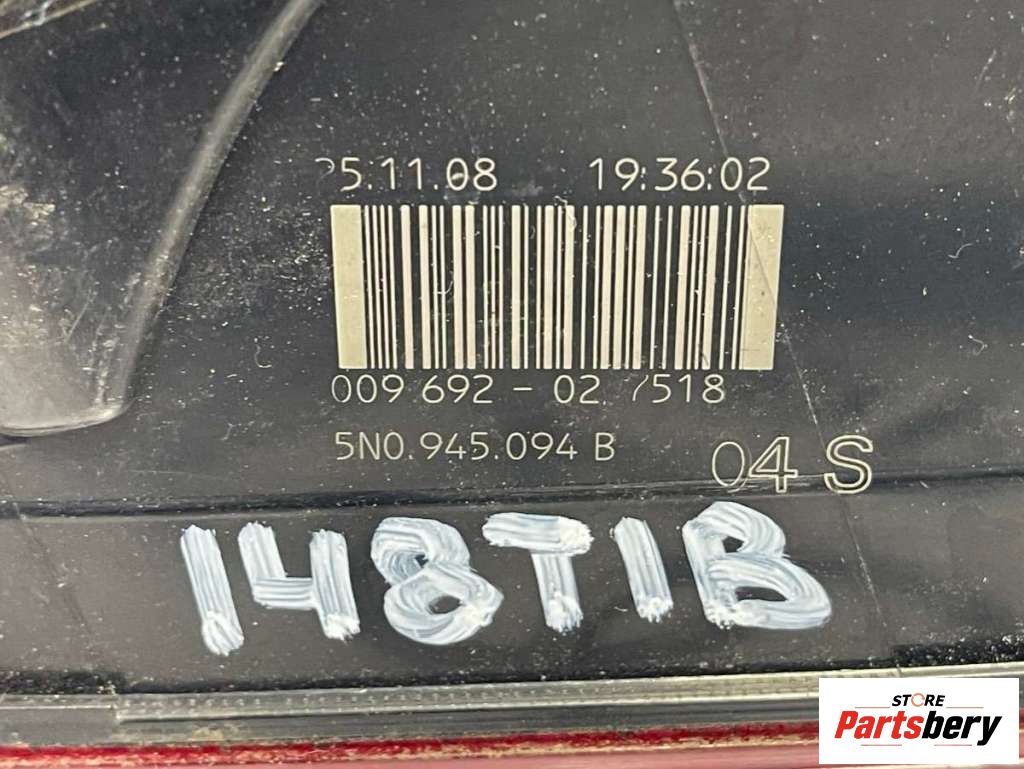 5.11.08 19:36:02
009 692 - 02 7518
5N0.945.094 B
04 S
148T1B
STORE
Partsbery